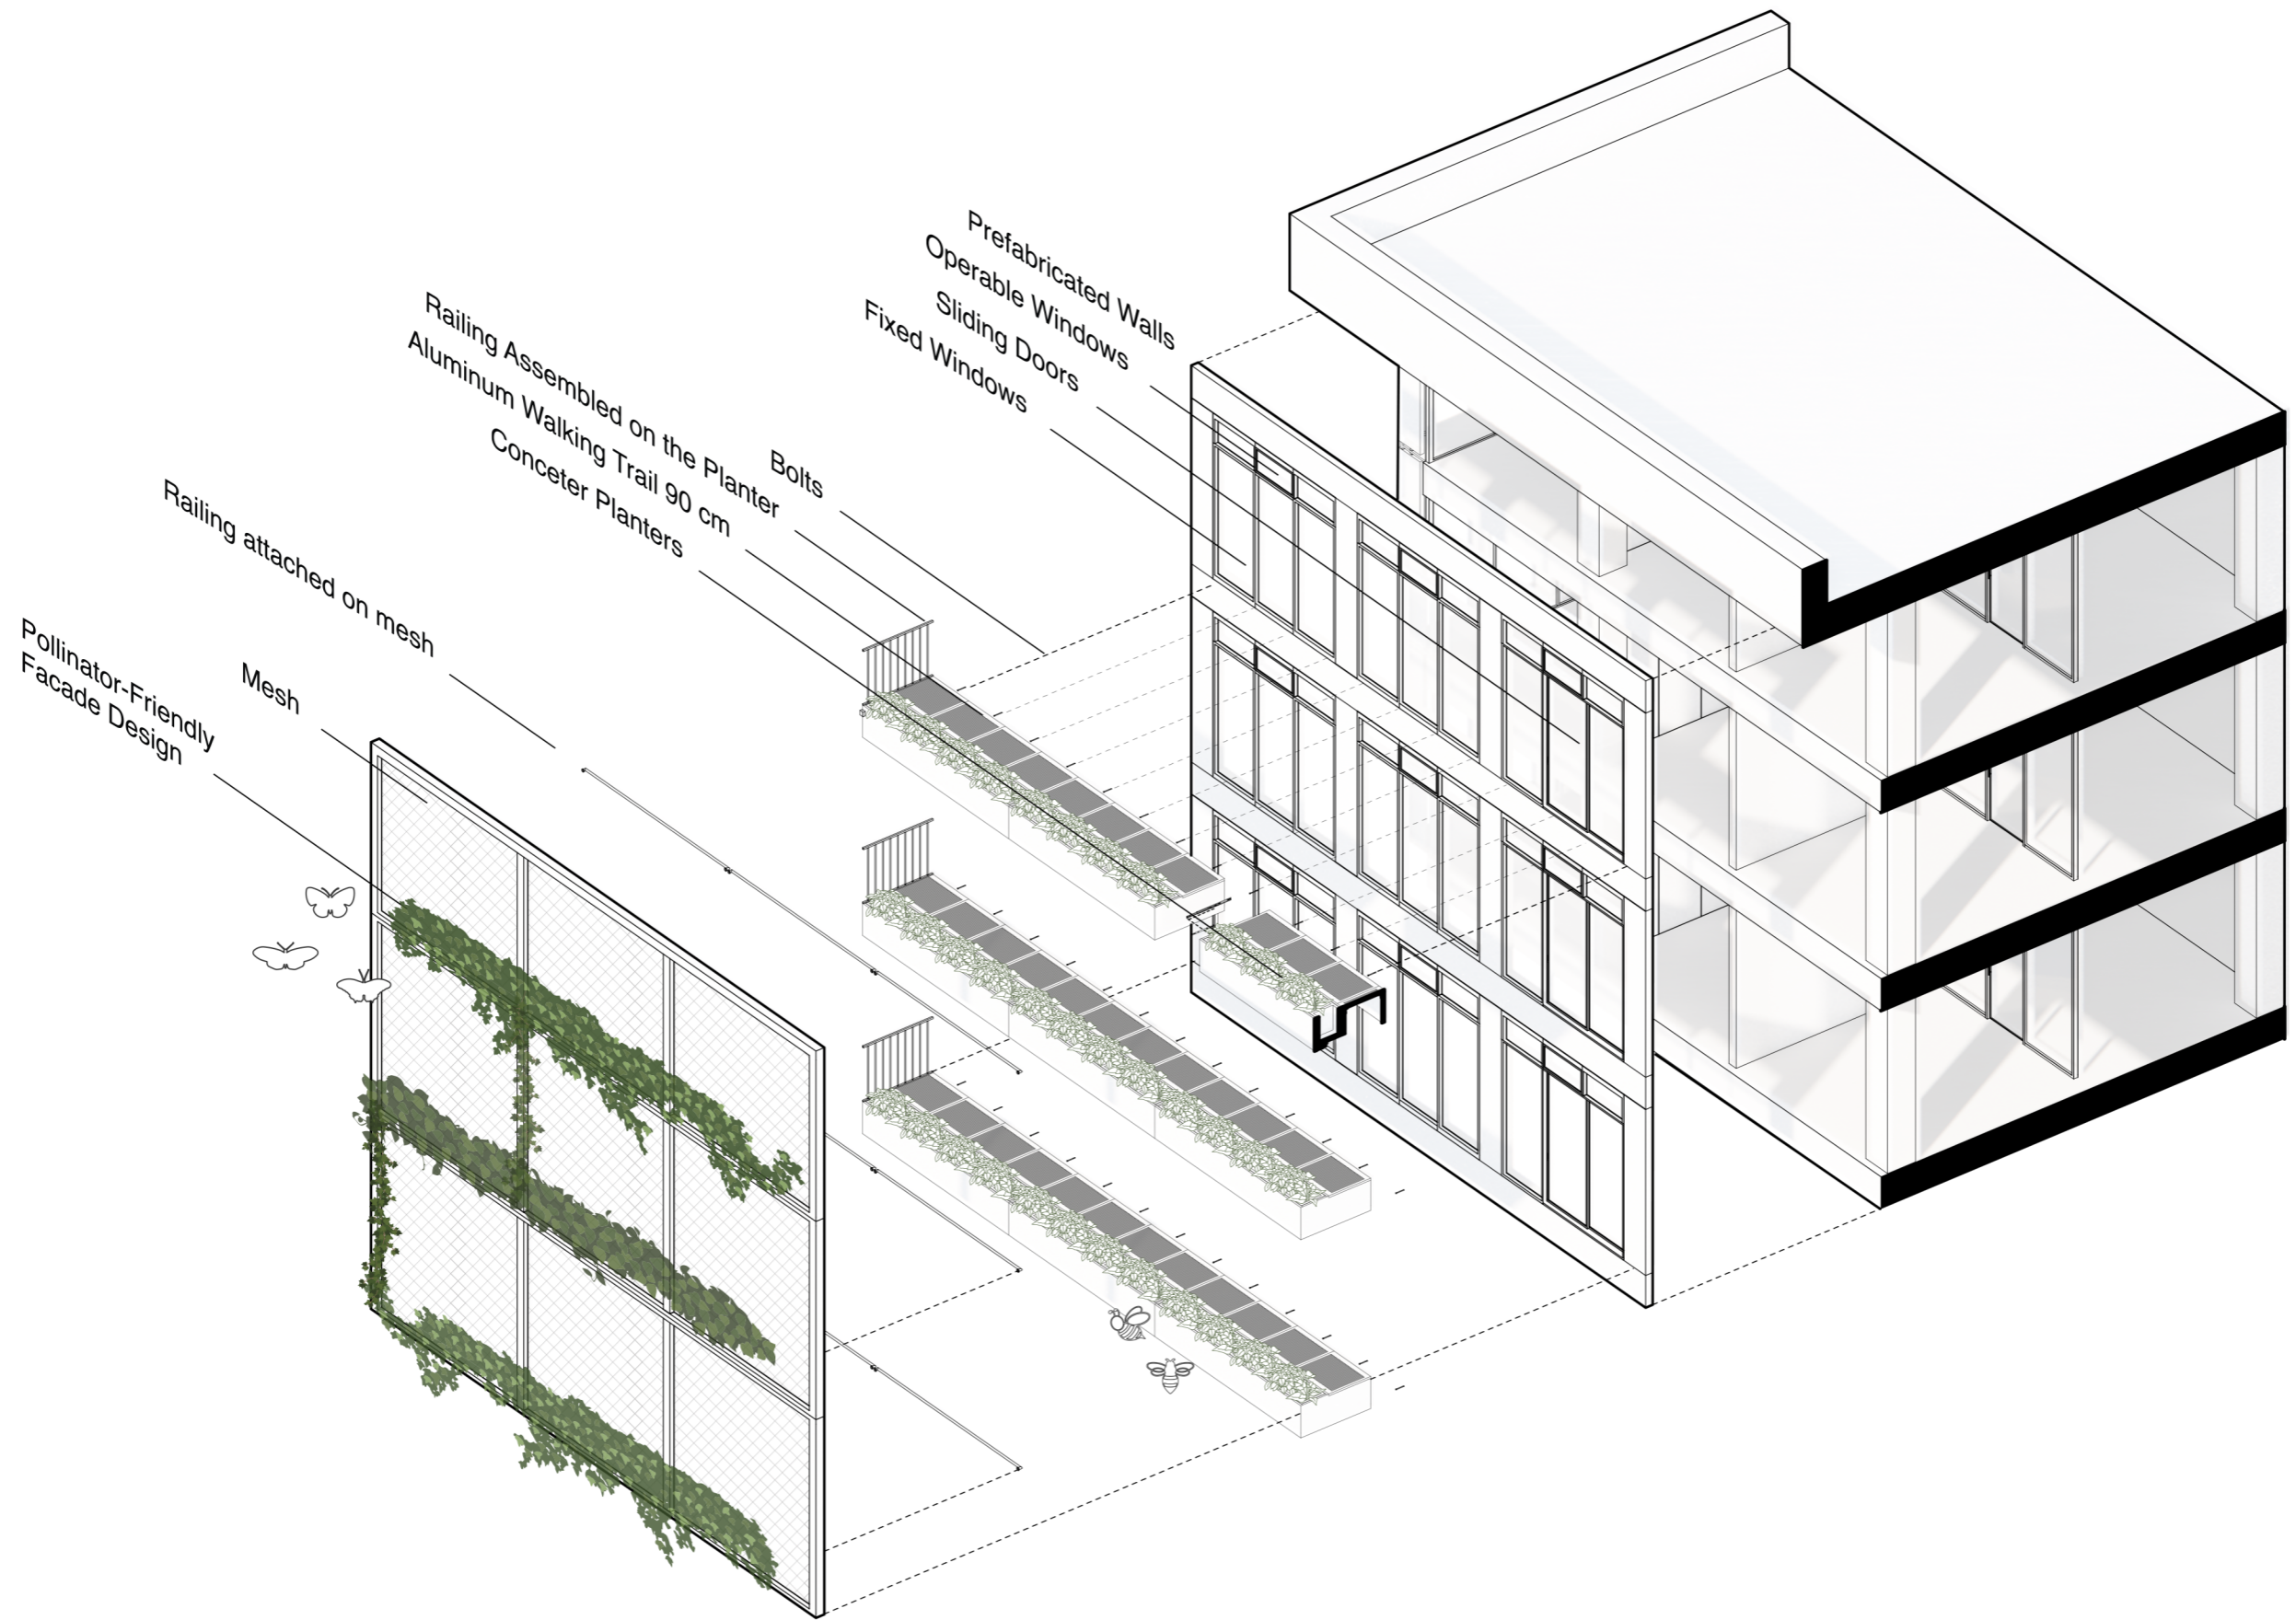 Prefabricated Walls
Operable Windows
Sliding Doors
Fixed Windows
Bolts
Railing Assembled on the Planter
Aluminum Walking Trail 90 cm
Conceter Planters
Railing attached on mesh
Mesh
Pollinator-Friendly
Facade Design